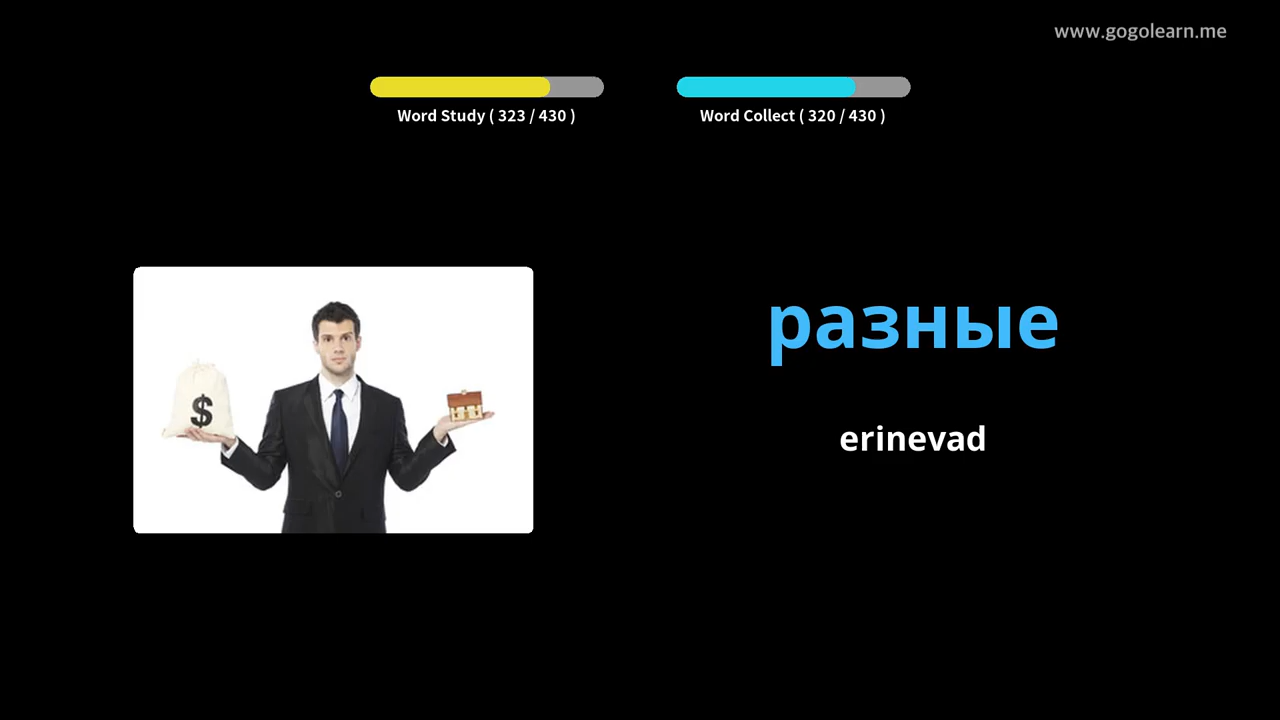 www.gogolearn.me
Word Study ( 323 / 430 )
Word Collect ( 320 / 430 )
$
разные
erinevad